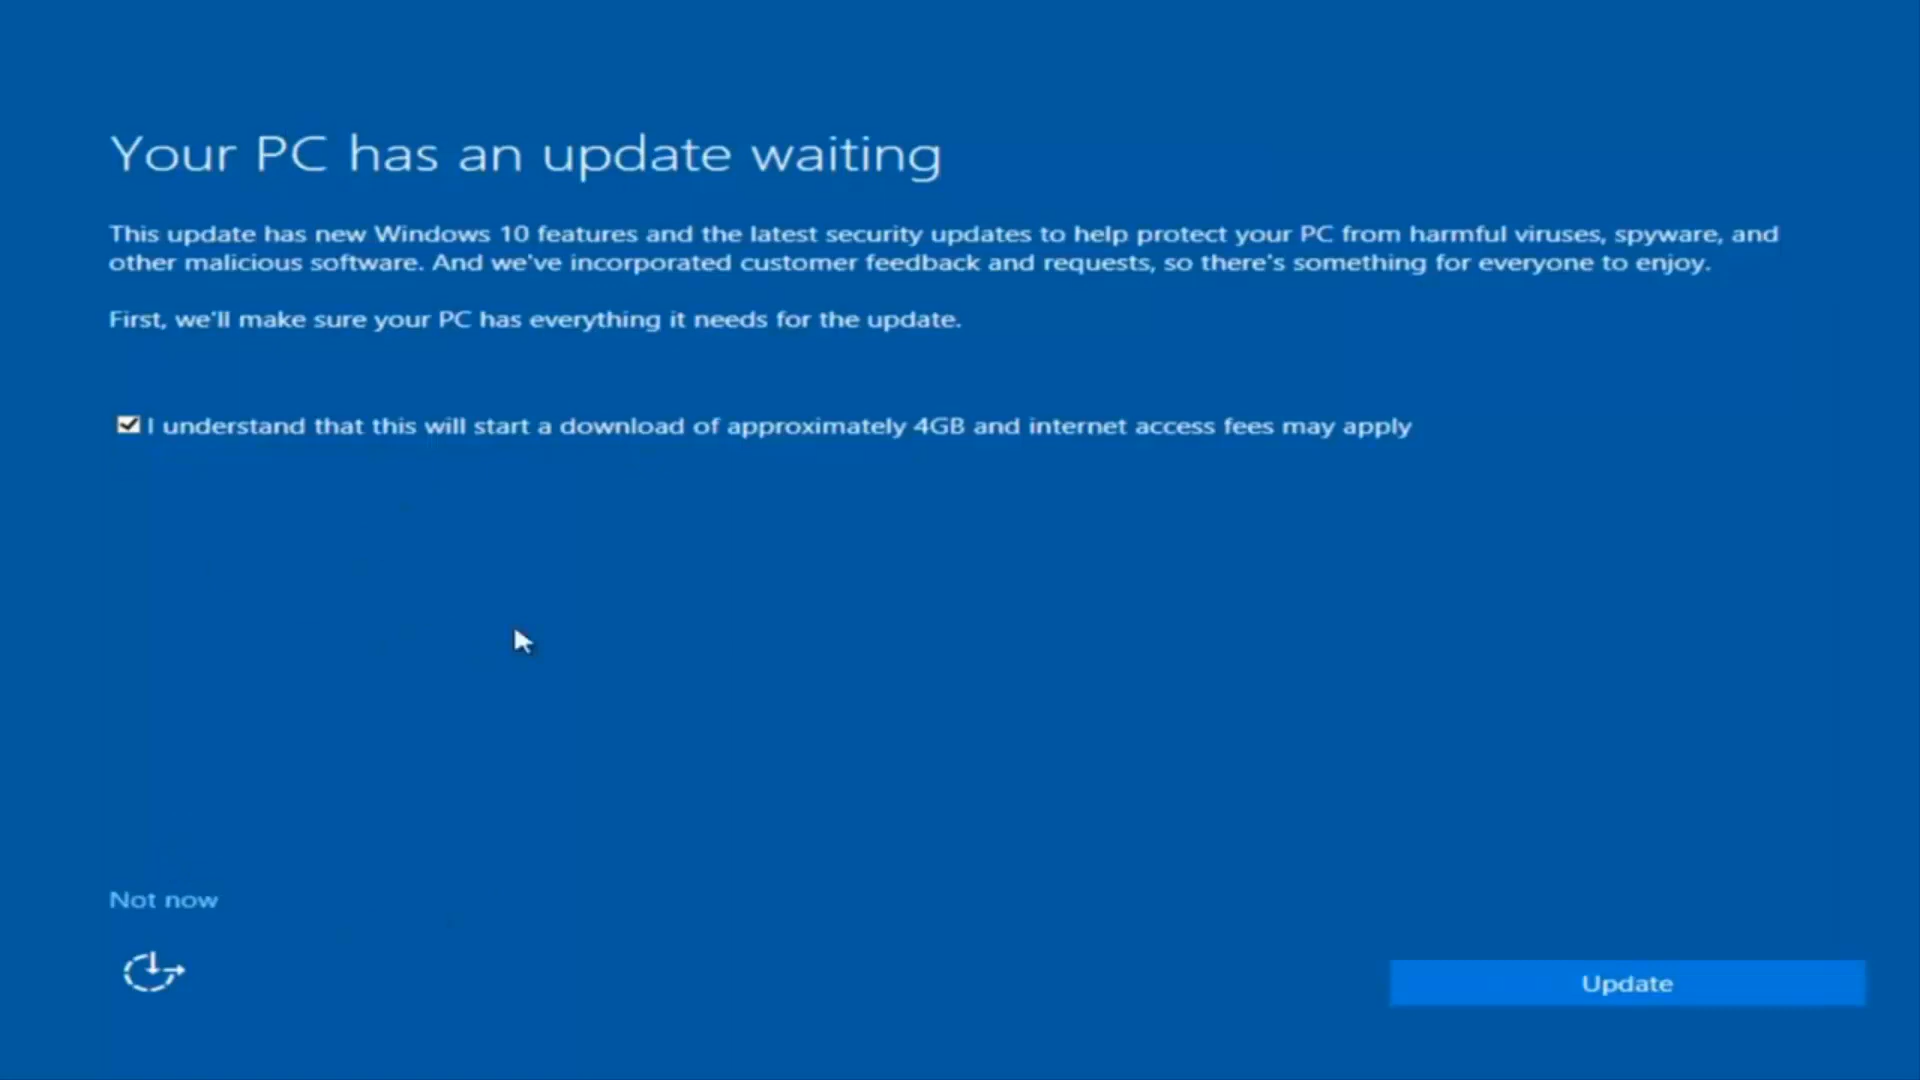 Your PC has an update waiting
This update has new Windows 10 features and the latest security updates to help protect your PC from harmful viruses, spyware, and
other malicious software. And we've incorporated customer feedback and requests, so there's something for everyone to enjoy.
First, we'll make sure your PC has everything it needs for the update.
I understand that this will start a download of approximately 4GB and internet access fees may apply
Not now
Update